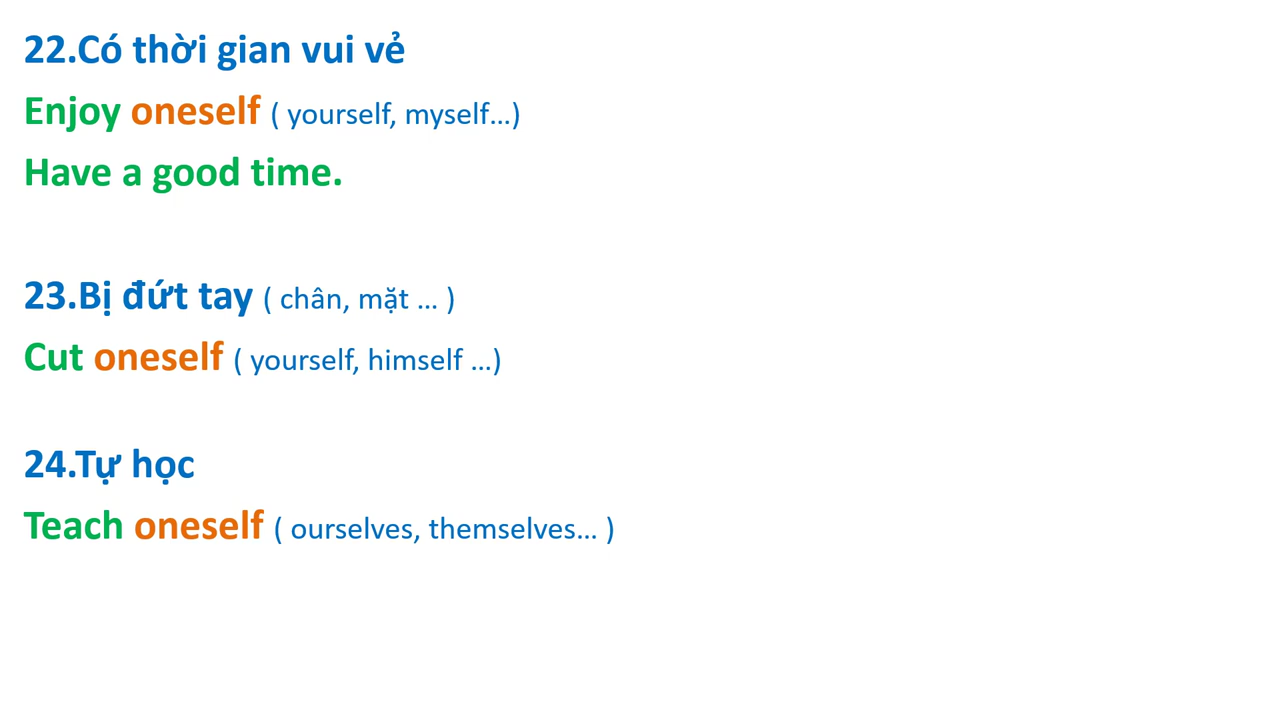 22.Có thời gian vui vẻ
Enjoy oneself ( yourself, myself...)
Have a good time.
23.Bị đứt tay ( chân, mặt ... )
Cut oneself ( yourself, himself ...)
24.Tự học
Teach oneself ( ourselves, themselves... )